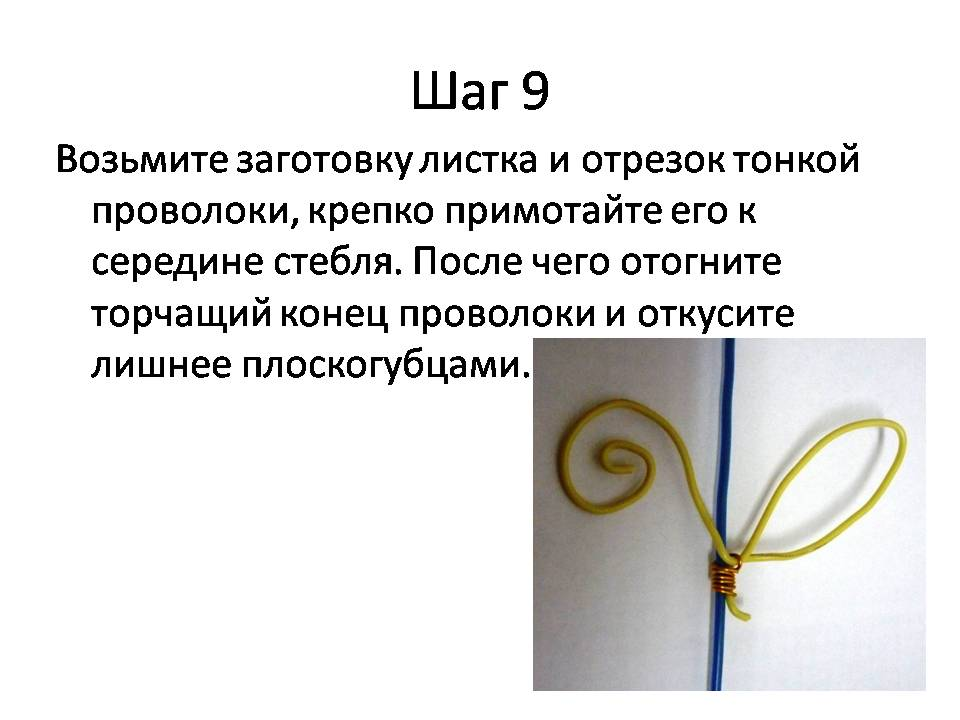 Шаг 9
Возьмите заготовку листка и отрезок тонкой
проволоки, крепко примотайте его к
середине стебля. После чего отогните
торчащий конец проволоки и откусите
лишнее плоскогубцами.